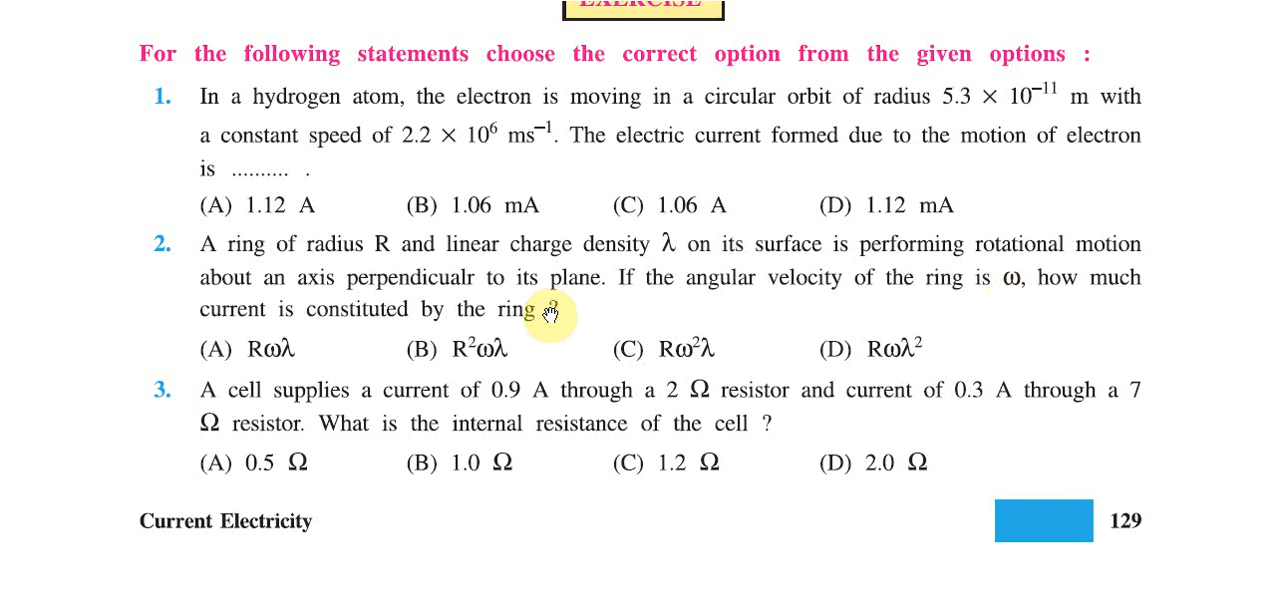 EXERCISE
For the following statements choose the correct option from the given options :
1. In a hydrogen atom, the electron is moving in a circular orbit of radius 5.3 × 10⁻¹¹ m with
a constant speed of 2.2 × 10⁶ ms⁻¹. The electric current formed due to the motion of electron
is .......... .
(A) 1.12 A (B) 1.06 mA (C) 1.06 A (D) 1.12 mA
2. A ring of radius R and linear charge density λ on its surface is performing rotational motion
about an axis perpendicualr to its plane. If the angular velocity of the ring is ω, how much
current is constituted by the ring ?
(A) Rωλ (B) R²ωλ (C) Rω²λ (D) Rωλ²
3. A cell supplies a current of 0.9 A through a 2 Ω resistor and current of 0.3 A through a 7
Ω resistor. What is the internal resistance of the cell ?
(A) 0.5 Ω (B) 1.0 Ω (C) 1.2 Ω (D) 2.0 Ω
Current Electricity 129